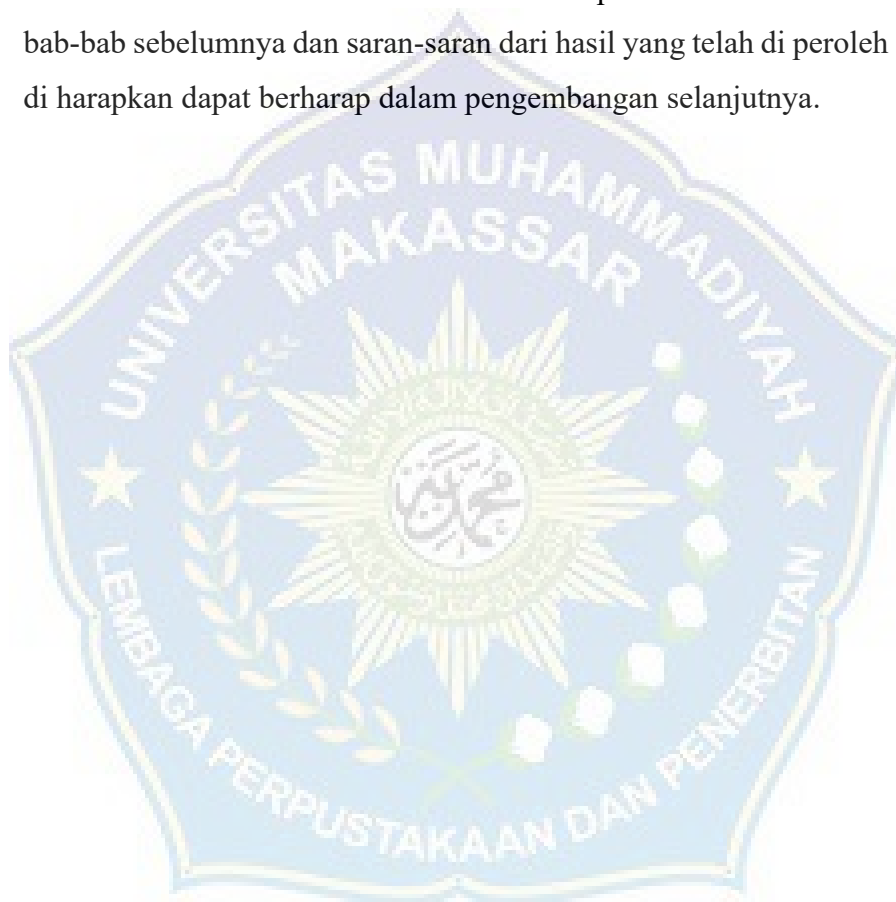 bab-bab sebelumnya dan saran-saran dari hasil yang telah di peroleh
di harapkan dapat berharap dalam pengembangan selanjutnya.
UNIVERSITAS MUHAMMADIYAH
MAKASSAR
LEMBAGA PERPUSTAKAAN DAN PENERBITAN